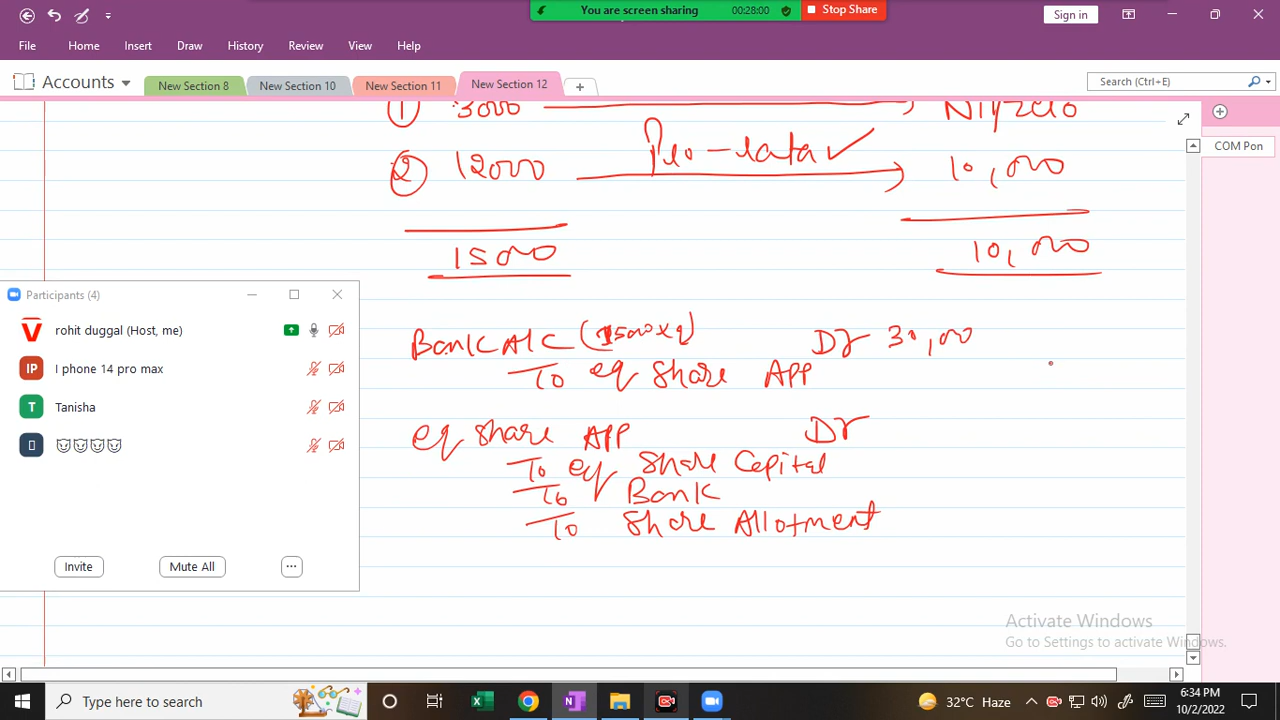 You are screen sharing
00:28:00
Stop Share
Sign in
File Home Insert Draw History Review View Help
Accounts
New Section 8
New Section 10
New Section 11
New Section 12
Search (Ctrl+E)
COM Pon
① 3000
② 12000 Pro-rata ✓ 10,000
15000 10,000
Participants (4)
rohit duggal (Host, me)
IP I phone 14 pro max
T Tanisha
Invite Mute All ...
Bank A/C (15000x2) Dr 30,000
To eq Share App
eq Share App Dr
To eq Share Capital
To Bank
To Share Allotment
Activate Windows
Go to Settings to activate Windows.
Type here to search
32°C Haze
6:34 PM
10/2/2022